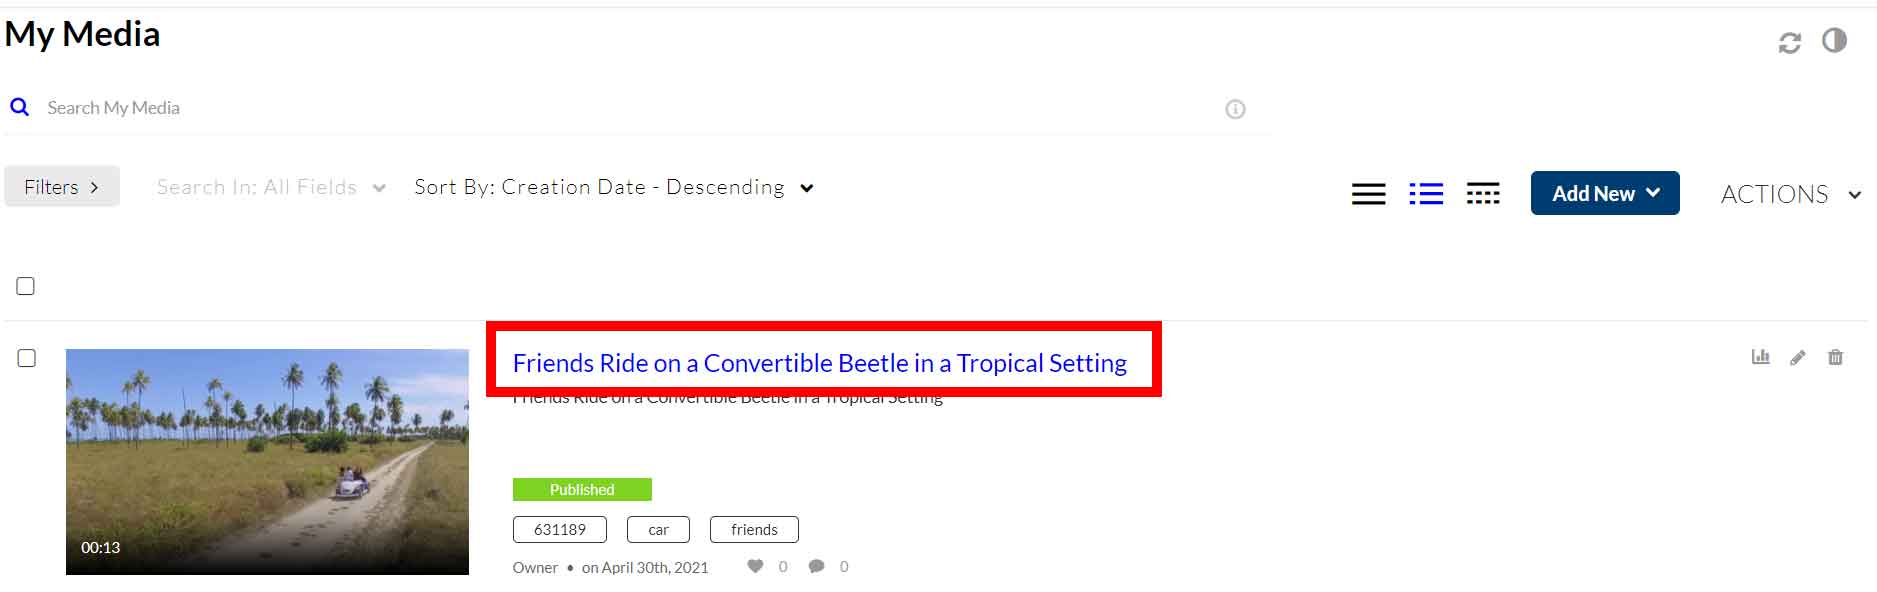 My Media
Search My Media
Filters
Search In: All Fields
Sort By: Creation Date - Descending
Add New
ACTIONS
Friends Ride on a Convertible Beetle in a Tropical Setting
Friends Ride on a Convertible Beetle in a Tropical Setting
Published
631189 car friends
00:13
Owner • on April 30th, 2021 0 0